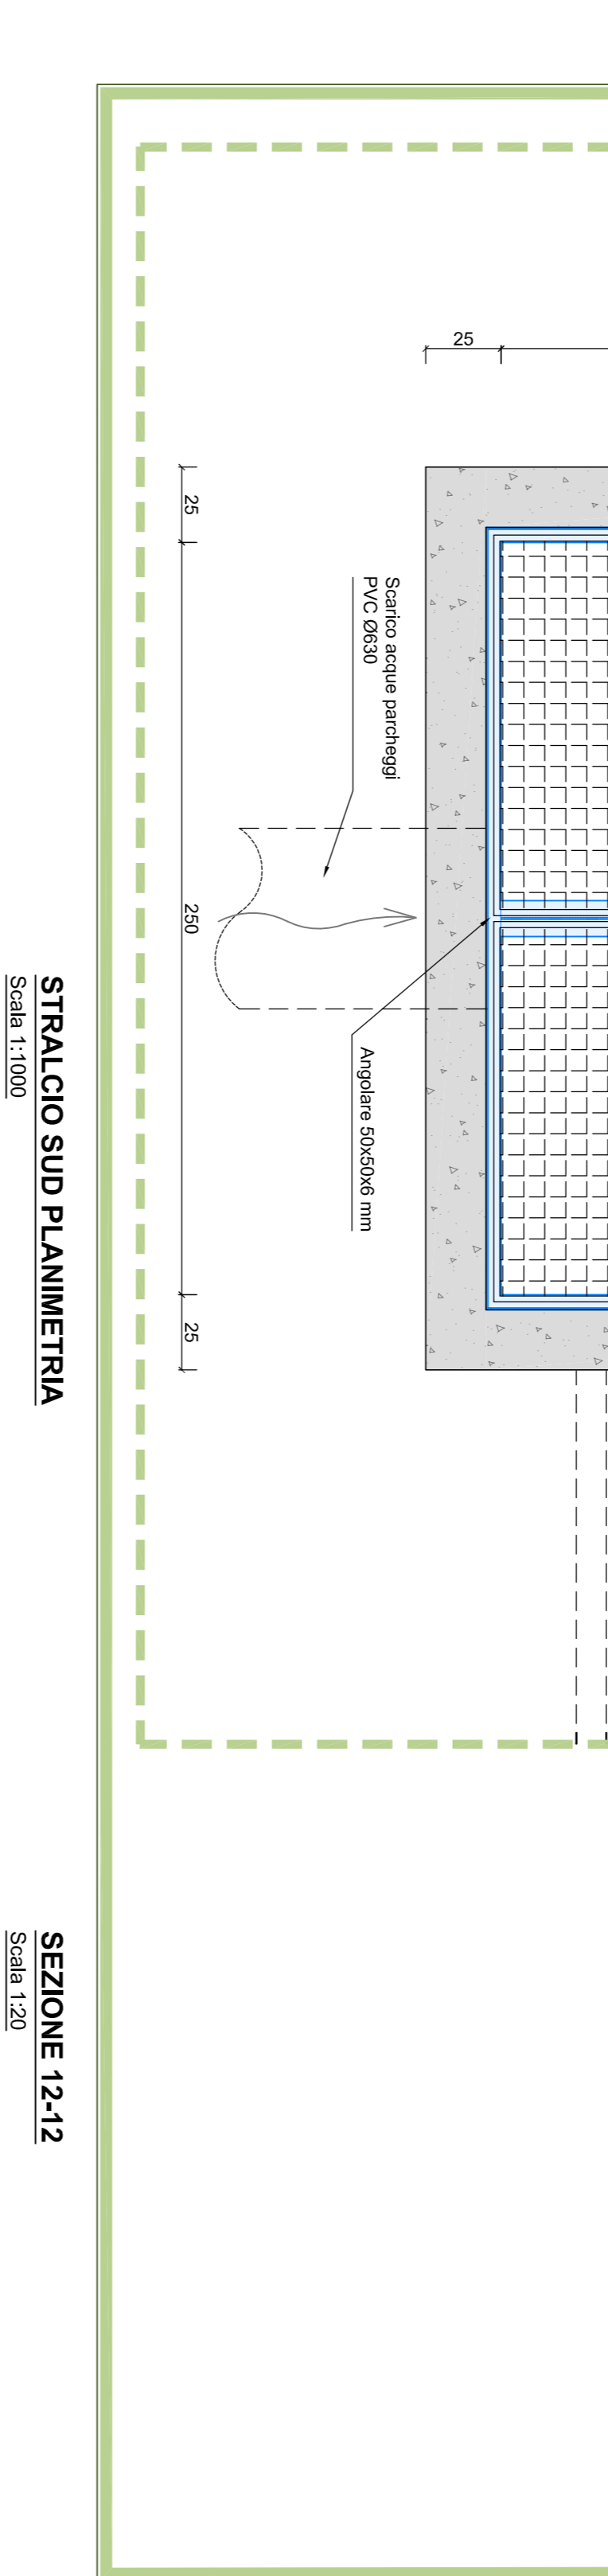 25
25
250
25
Scarico acque parcheggi
PVC Ø630
Angolare 50x50x6 mm
STRALCIO SUD PLANIMETRIA
Scala 1:1000
SEZIONE 12-12
Scala 1:20